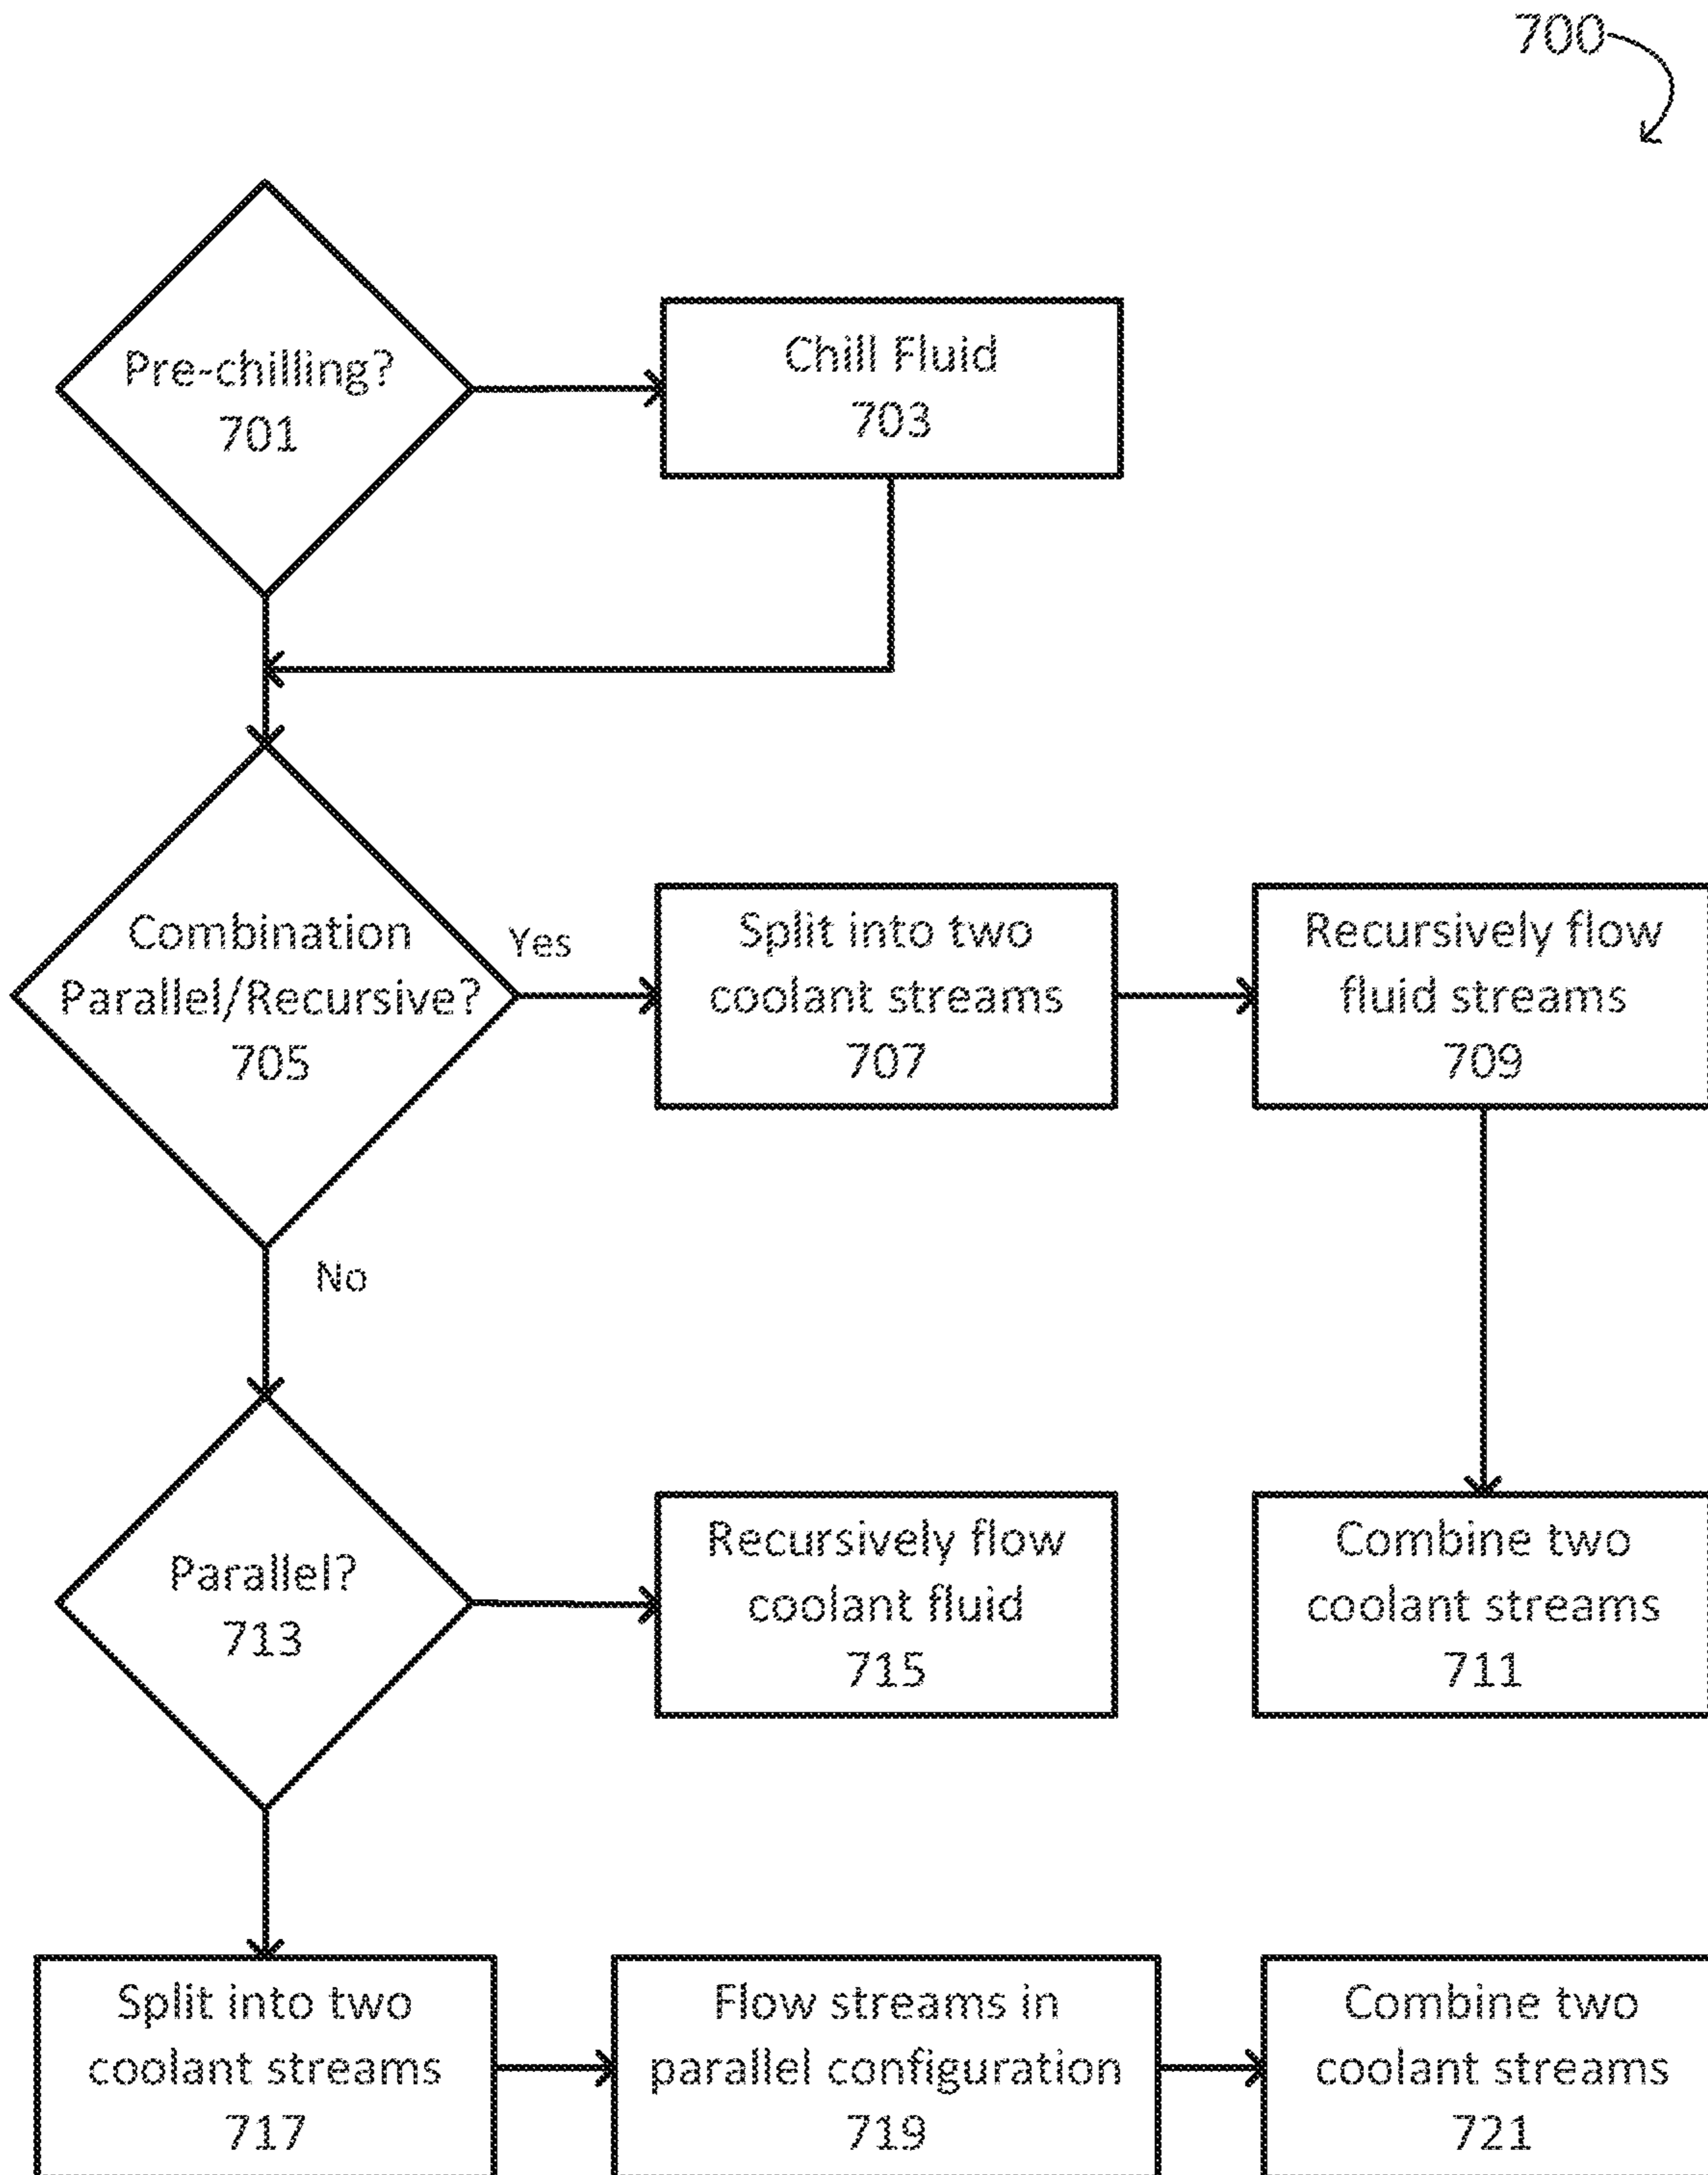 700
Pre-chilling?
701
Chill Fluid
703
Combination
Parallel/Recursive?
705
Yes
Split into two
coolant streams
707
Recursively flow
fluid streams
709
No
Parallel?
713
Recursively flow
coolant fluid
715
Combine two
coolant streams
711
Split into two
coolant streams
717
Flow streams in
parallel configuration
719
Combine two
coolant streams
721